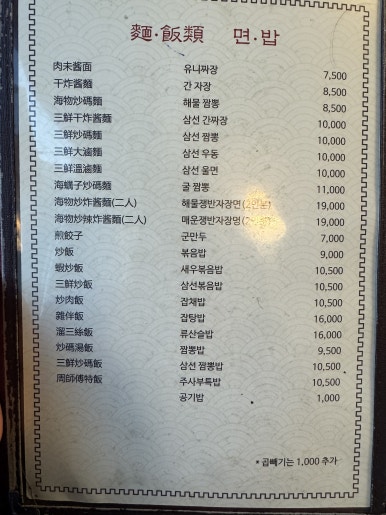 麵·飯類 면·밥
肉未醬面 유니짜장 7,500
干炸醬麵 간 자장 8,500
海物炒碼麵 해물 짬뽕 8,500
三鮮干炸醬麵 삼선 간짜장 10,000
三鮮炒碼麵 삼선 짬뽕 10,000
三鮮大滷麵 삼선 우동 10,000
三鮮溫滷麵 삼선 울면 10,000
海蠣子炒碼麵 굴 짬뽕 11,000
海物炒炸醬麵(二人) 해물쟁반자장면(2인분) 19,000
海物炒辣炸醬麵(二人) 매운쟁반자장명 19,000
煎餃子 군만두 7,000
炒飯 볶음밥 9,000
蝦炒飯 새우볶음밥 10,500
三鮮炒飯 삼선볶음밥 10,500
炒肉飯 잡채밥 10,500
雜伴飯 잡탕밥 16,000
溜三絲飯 류산슬밥 16,000
炒碼湯飯 짬뽕밥 9,500
三鮮炒碼飯 삼선 짬뽕밥 10,500
周師傅特飯 주사부특밥 10,500
공기밥 1,000
* 곱빼기는 1,000 추가